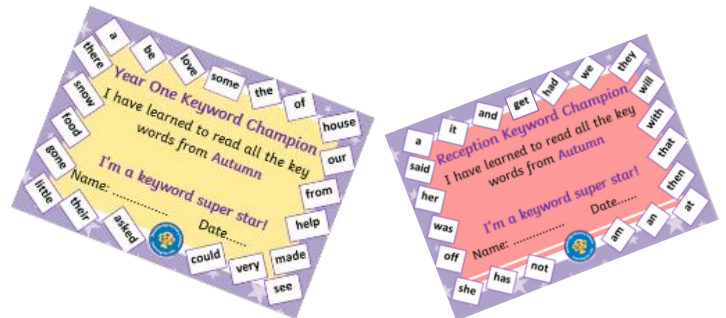 there
a
be
love
some
the
of
house
our
from
help
made
see
very
could
asked
their
little
gone
food
snow
Year One Keyword Champion
I have learned to read all the key
words from Autumn
I'm a keyword super star!
Name: ................
Date......
a
it
and
get
had
we
they
will
with
that
then
at
an
am
not
has
she
off
was
her
said
Reception Keyword Champion
I have learned to read all the key
words from Autumn
I'm a keyword super star!
Name: ................
Date......